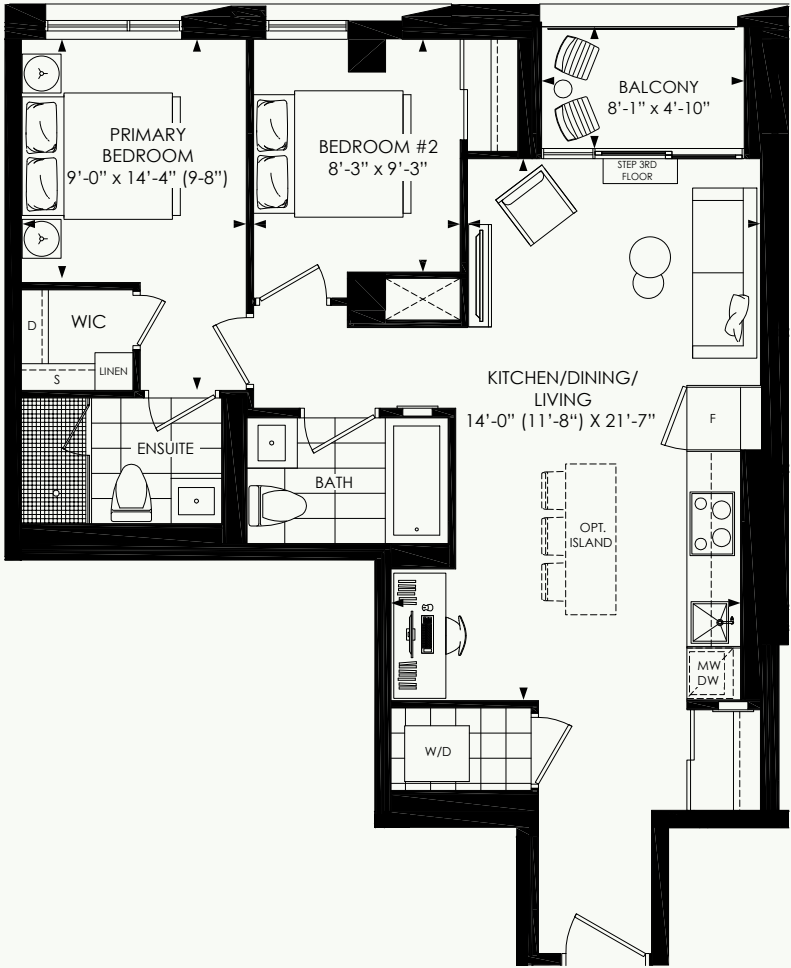 PRIMARY
BEDROOM
9'-0" x 14'-4" (9-8")
BEDROOM #2
8'-3" x 9'-3"
BALCONY
8'-1" x 4'-10"
STEP 3RD
FLOOR
D
WIC
S
LINEN
ENSUITE
BATH
KITCHEN/DINING/
LIVING
14'-0" (11'-8") X 21'-7"
F
OPT.
ISLAND
MW
DW
W/D